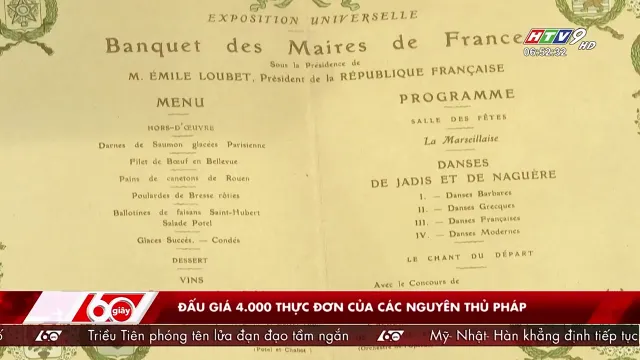 EXPOSITION UNIVERSELLE
Banquet des Maires de France
Sous la Présidence de
M. ÉMILE LOUBET, Président de la RÉPUBLIQUE FRANÇAISE
HTV9 HD
06:52:32
MENU
HORS-D'ŒUVRE
Darnes de Saumon glacées Parisienne
Filet de Bœuf en Bellevue
Pains de canetons de Rouen
Poulardes de Bresse rôties
Ballotines de faisans Saint-Hubert
Salade Potel
Glaces Succès. — Condés
DESSERT
VINS
PROGRAMME
SALLE DES FÊTES
La Marseillaise
DANSES
DE JADIS ET DE NAGUÈRE
I. — Danses Barbares
II. — Danses Grecques
III. — Danses Françaises
IV. — Danses Modernes
LE CHANT DU DÉPART
Avec le Concours de
60 giây
ĐẤU GIÁ 4.000 THỰC ĐƠN CỦA CÁC NGUYÊN THỦ PHÁP
ố 60 Triều Tiên phóng tên lửa đạn đạo tầm ngắn 60 Mỹ- Nhật- Hàn khẳng định tiếp tục
(Potel et Chabot)